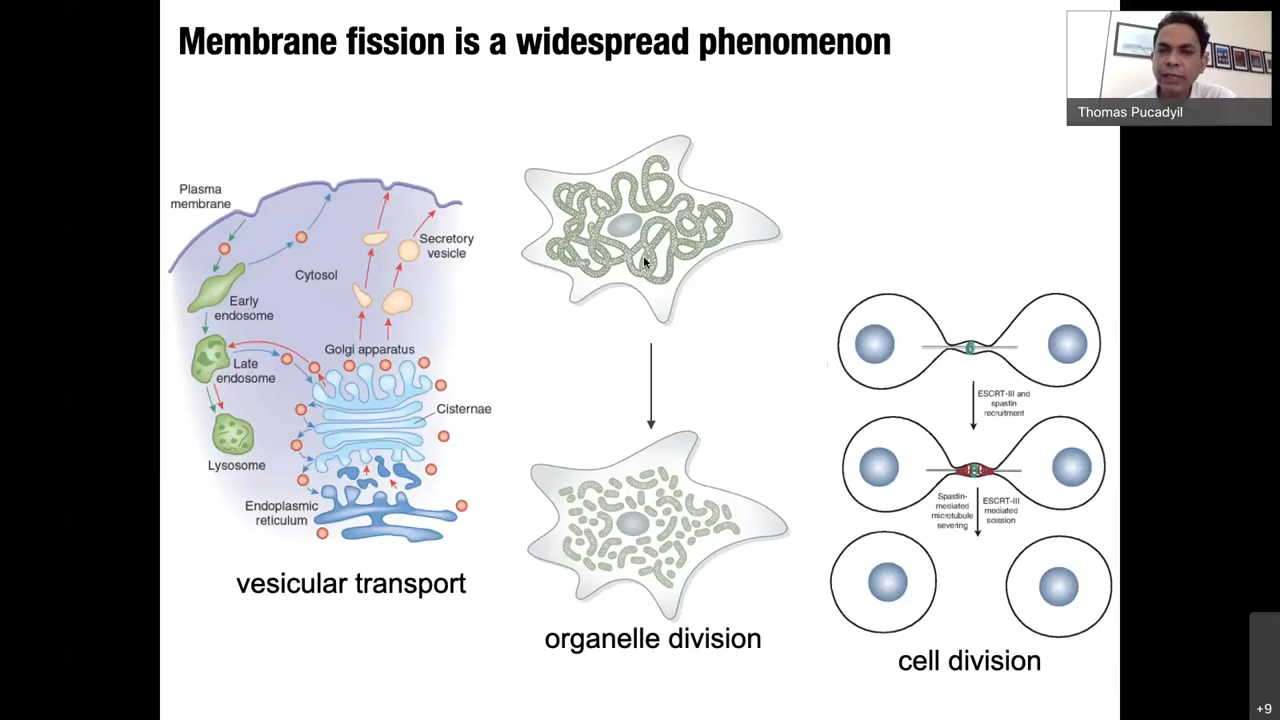 Membrane fission is a widespread phenomenon
Thomas Pucadyil
Plasma
membrane
Secretory
vesicle
Cytosol
Early
endosome
Golgi apparatus
Late
endosome
Cisternae
Lysosome
Endoplasmic
reticulum
vesicular transport
organelle division
ESCRT-III and
spastin
recruitment
Spastin-
mediated
microtubule
severing
ESCRT-III
mediated
scission
cell division
+9